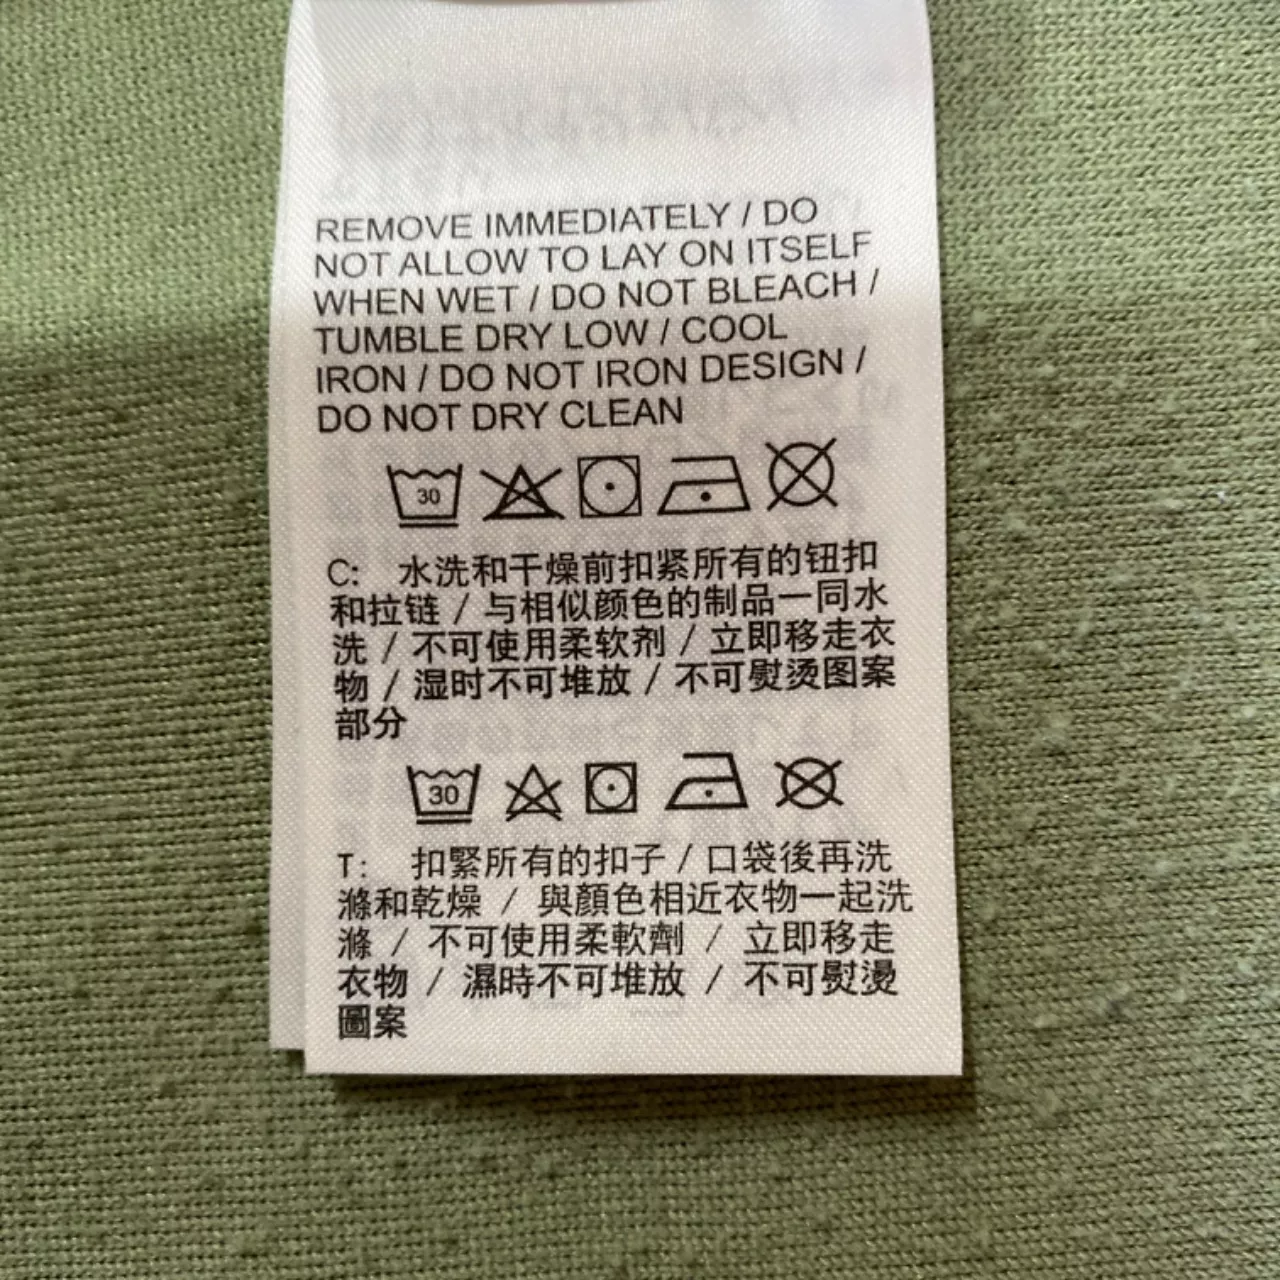 REMOVE IMMEDIATELY / DO
NOT ALLOW TO LAY ON ITSELF
WHEN WET / DO NOT BLEACH /
TUMBLE DRY LOW / COOL
IRON / DO NOT IRON DESIGN /
DO NOT DRY CLEAN
30
C: 水洗和干燥前扣紧所有的钮扣
和拉链 / 与相似颜色的制品一同水
洗 / 不可使用柔软剂 / 立即移走衣
物 / 湿时不可堆放 / 不可熨烫图案
部分
30
T: 扣緊所有的扣子 / 口袋後再洗
滌和乾燥 / 與顏色相近衣物一起洗
滌 / 不可使用柔軟劑 / 立即移走
衣物 / 濕時不可堆放 / 不可熨燙
圖案